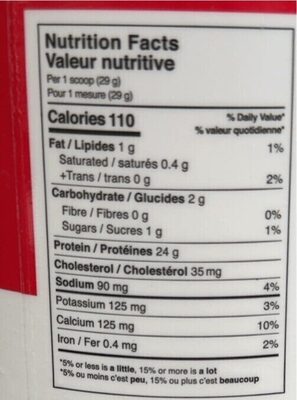 Nutrition Facts
Valeur nutritive
Per 1 scoop (29 g)
Pour 1 mesure (29 g)
Calories 110
% Daily Value*
% valeur quotidienne*
Fat / Lipides 1 g 1%
Saturated / saturés 0.4 g
+Trans / trans 0 g 2%
Carbohydrate / Glucides 2 g
Fibre / Fibres 0 g 0%
Sugars / Sucres 1 g 1%
Protein / Protéines 24 g
Cholesterol / Cholestérol 35 mg
Sodium 90 mg 4%
Potassium 125 mg 3%
Calcium 125 mg 10%
Iron / Fer 0.4 mg 2%
*5% or less is a little, 15% or more is a lot
*5% ou moins c'est peu, 15% ou plus c'est beaucoup